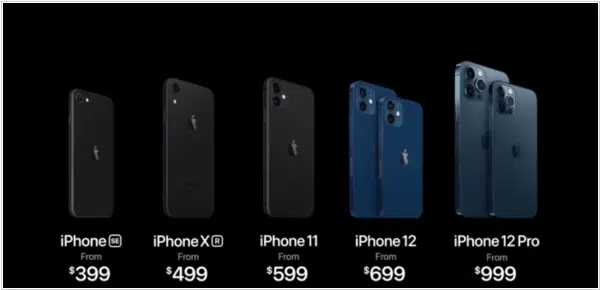 iPhone SE
From
$399
iPhone XR
From
$499
iPhone 11
From
$599
iPhone 12
From
$699
iPhone 12 Pro
From
$999